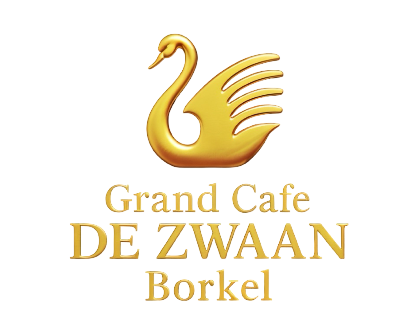 Grand Cafe
DE ZWAAN
Borkel